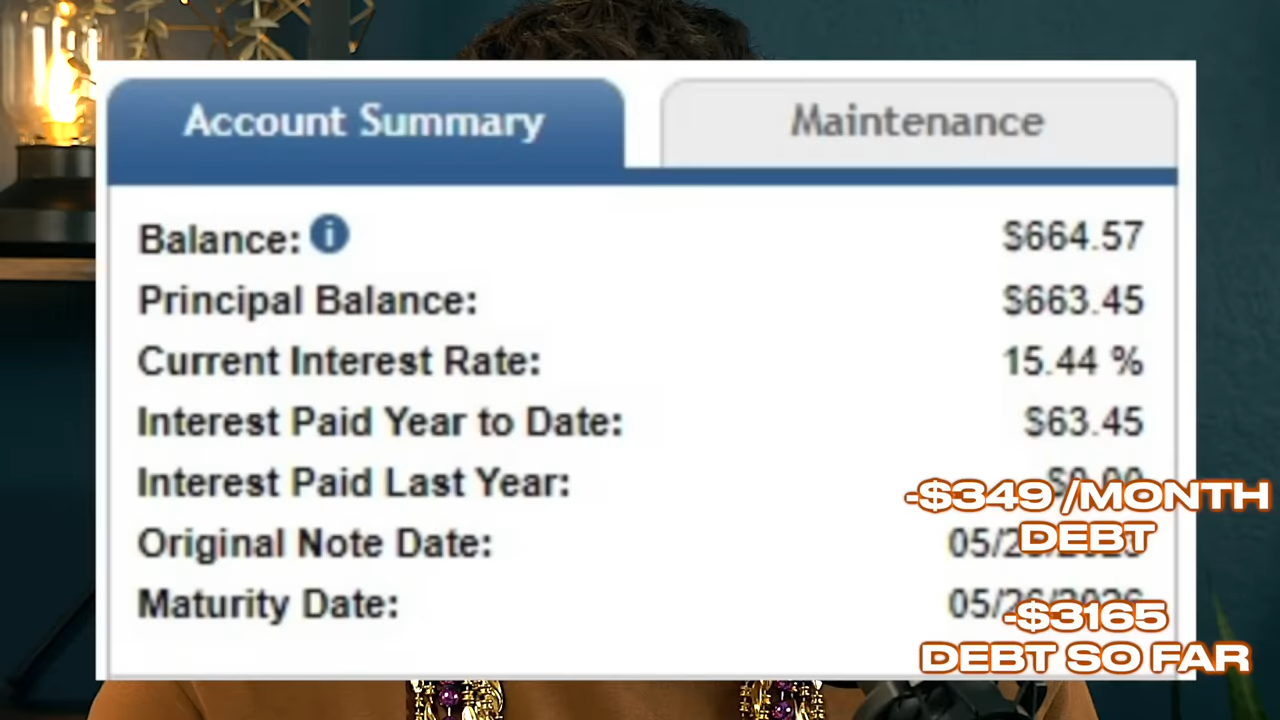 Account Summary
Maintenance
Balance: i $664.57
Principal Balance: $663.45
Current Interest Rate: 15.44 %
Interest Paid Year to Date: $63.45
Interest Paid Last Year:
-$349 /MONTH
DEBT
Original Note Date:
Maturity Date:
-$3165
DEBT SO FAR